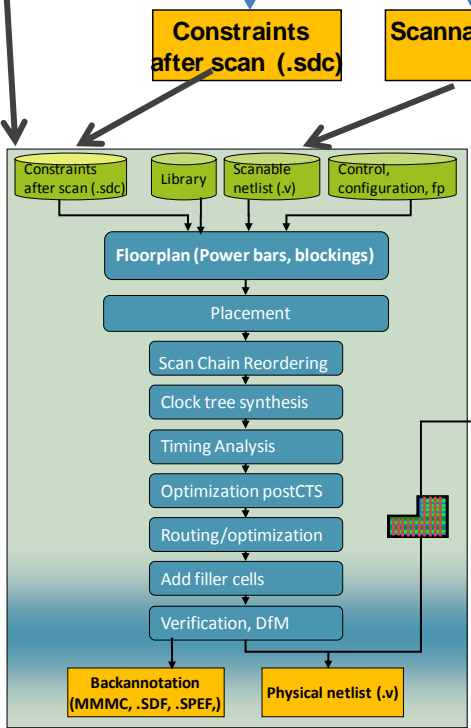 Constraints
after scan (.sdc)
Constraints
after scan (.sdc)
Library
Scanable
netlist (.v)
Control,
configuration, fp
Floorplan (Power bars, blockings)
Placement
Scan Chain Reordering
Clock tree synthesis
Timing Analysis
Optimization postCTS
Routing/optimization
Add filler cells
Verification, DfM
Backannotation
(MMMC, .SDF, .SPEF,)
Physical netlist (.v)